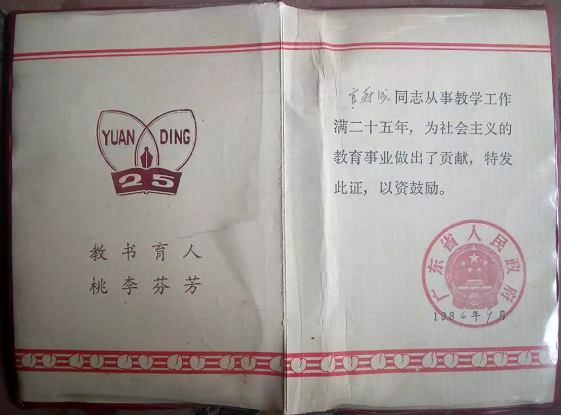 YUAN DING
25
教书育人
桃李芬芳
同志从事教学工作
满二十五年，为社会主义的
教育事业做出了贡献，特发
此证，以资鼓励。
广东省人民政府
1986年9月